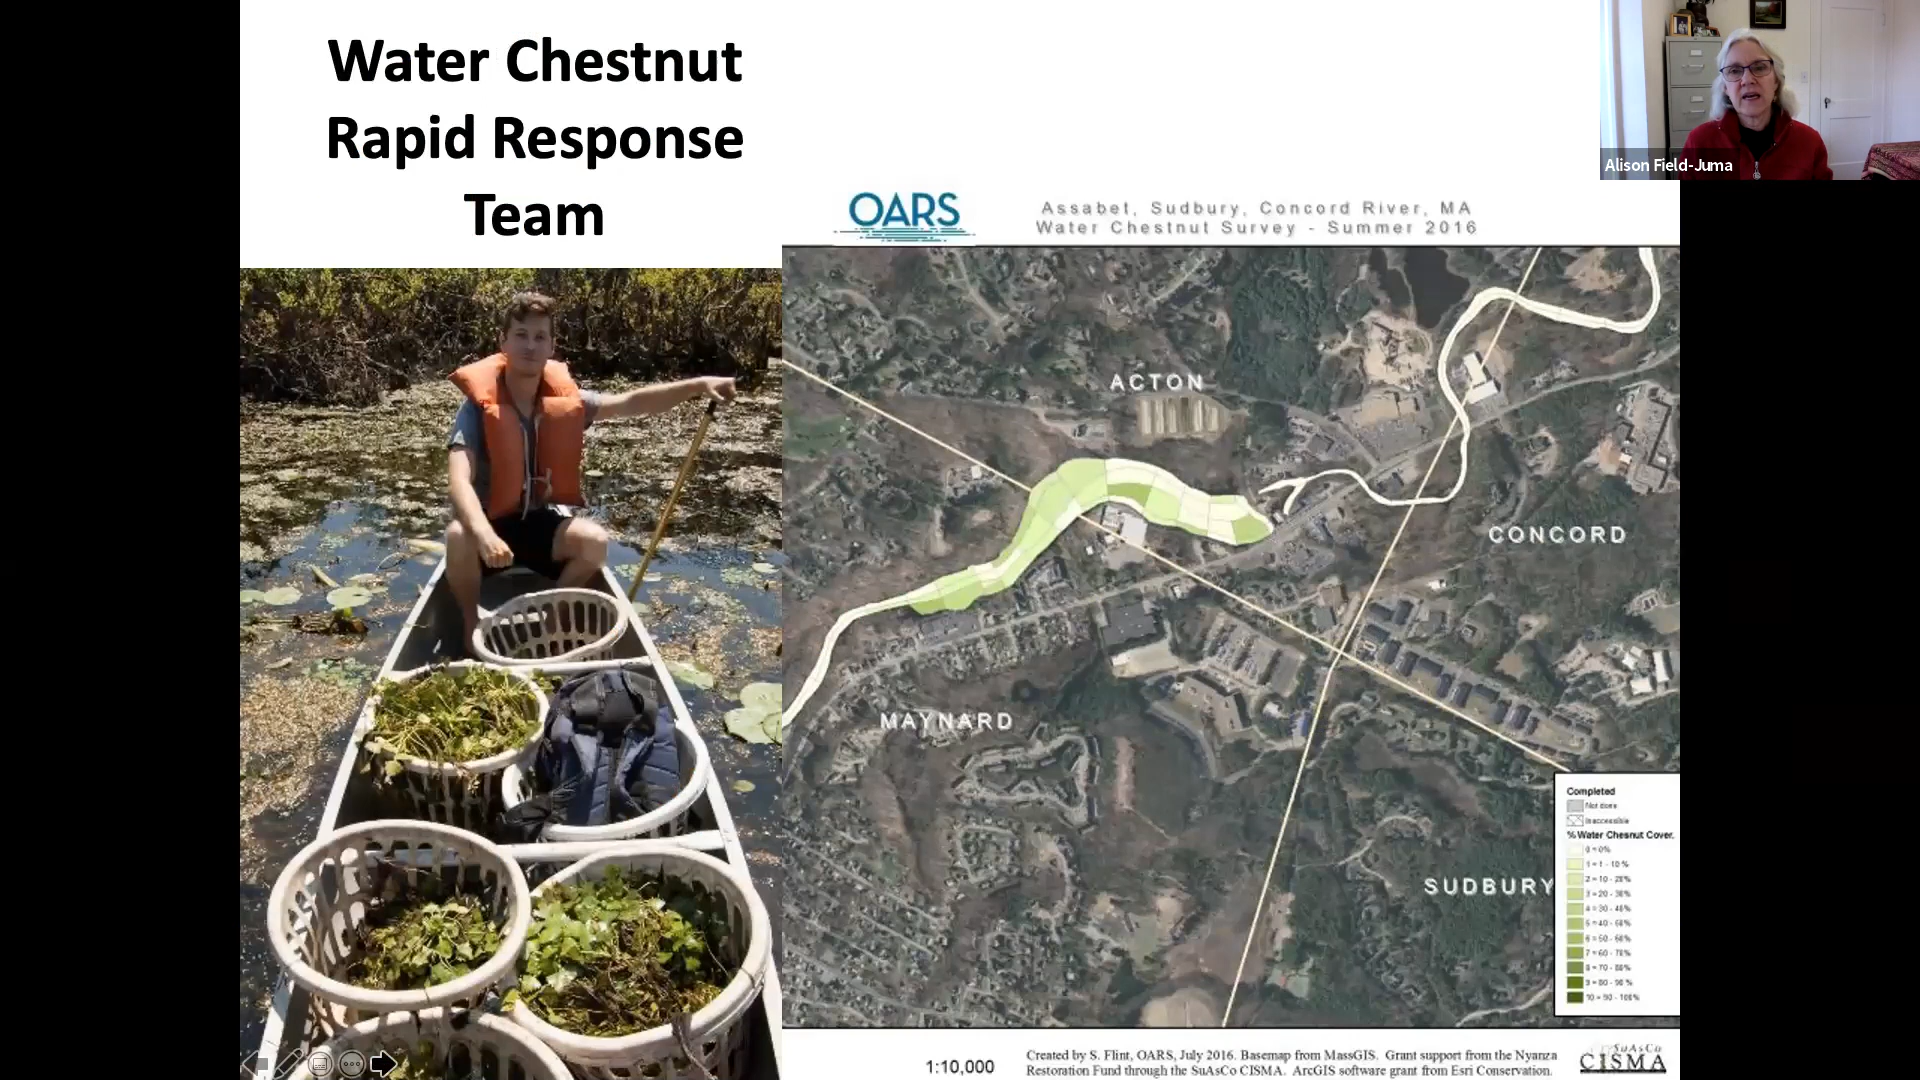 Water Chestnut
Rapid Response
Team
Alison Field-Juma
OARS
Assabet, Sudbury, Concord River, MA
Water Chestnut Survey - Summer 2016
ACTON
CONCORD
MAYNARD
SUDBURY
Completed
Not done
Inaccessible
% Water Chesnut Cover.
0 = 0%
1 = 1 - 10 %
2 = 10 - 20%
3 = 20 - 30%
4 = 30 - 40%
5 = 40 - 50%
6 = 50 - 60%
7 = 60 - 70%
8 = 70 - 80%
9 = 80 - 90 %
10 = 90 - 100%
1:10,000
Created by S. Flint, OARS, July 2016. Basemap from MassGIS. Grant support from the Nyanza
Restoration Fund through the SuAsCo CISMA. ArcGIS software grant from Esri Conservation.
SuAsCo
CISMA